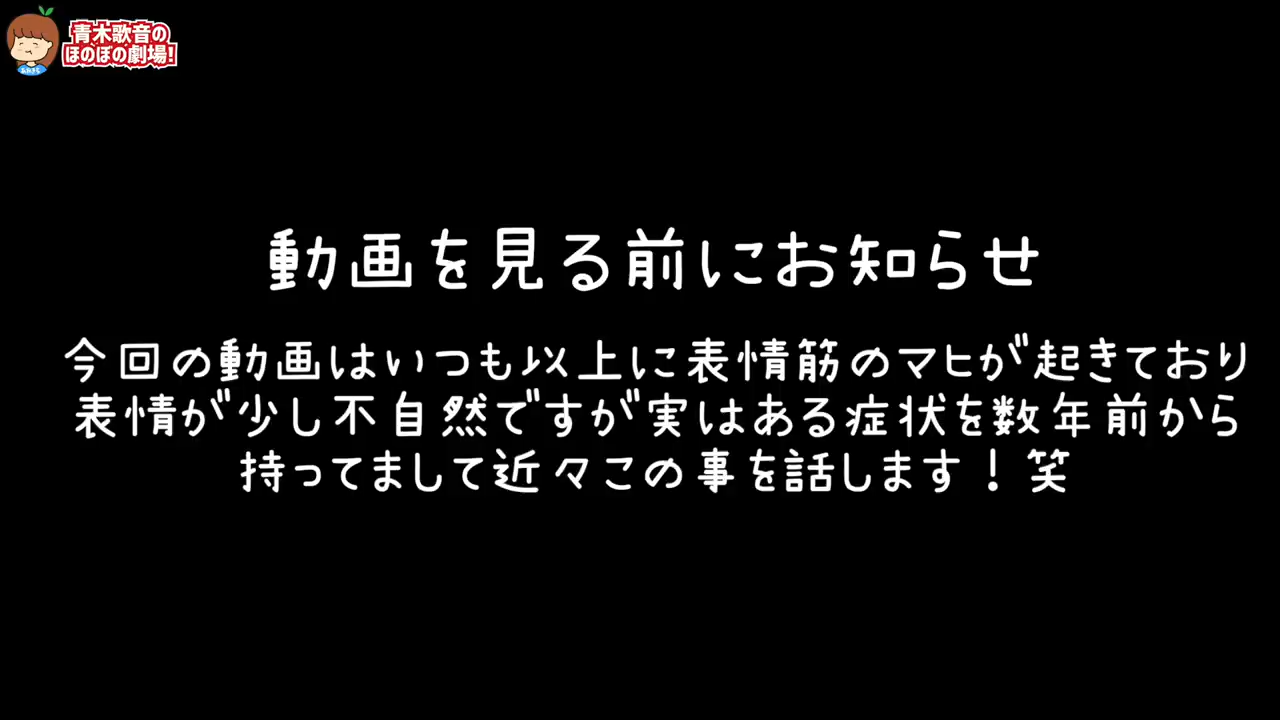 青木歌音の
ほのぼの劇場!
動画を見る前にお知らせ
今回の動画はいつも以上に表情筋のマヒが起きており
表情が少し不自然ですが実はある症状を数年前から
持ってまして近々この事を話します！笑